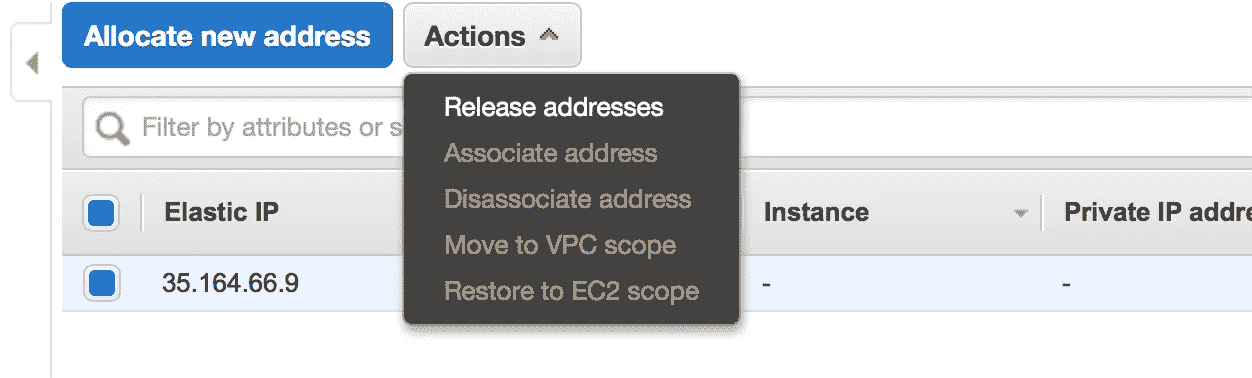 Allocate new address Actions
Release addresses
Filter by attributes or s
Associate address
Disassociate address
Elastic IP Instance Private IP addre
Move to VPC scope
35.164.66.9 - -
Restore to EC2 scope